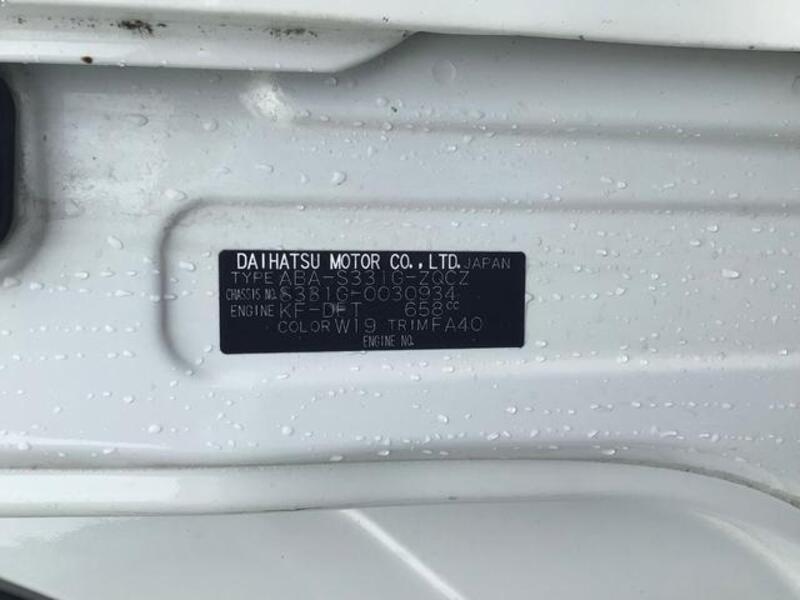 DAIHATSU MOTOR CO., LTD. JAPAN
TYPE ABA-S331G-ZQCZ
CHASSIS NO. S331G-0030934
ENGINE KF-DET 658cc
COLOR W19 TRIM FA40
ENGINE NO.